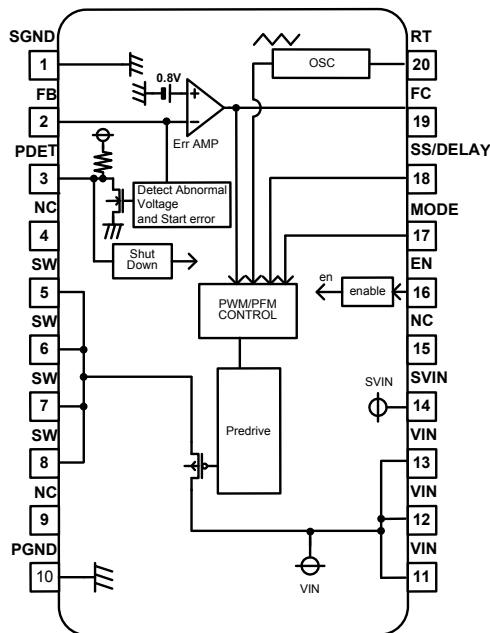 SGND
1
FB
2
PDET
3
NC
4
SW
5
SW
6
SW
7
SW
8
NC
9
PGND
10
0.8V
+
−
Err AMP
OSC
Detect Abnormal
Voltage
and Start error
Shut
Down
PWM/PFM
CONTROL
en
enable
Predrive
SVIN
VIN
RT
20
FC
19
SS/DELAY
18
MODE
17
EN
16
NC
15
SVIN
14
VIN
13
VIN
12
VIN
11